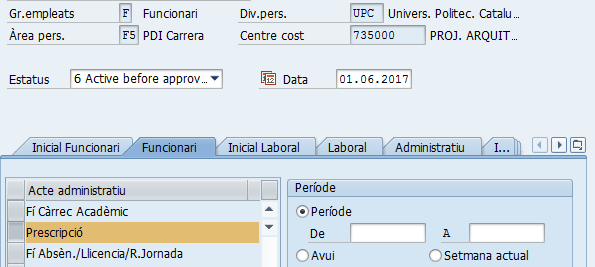 Gr.empleats F Funcionari Div.pers. UPC Univers. Politec. Catalu...
Àrea pers. F5 PDI Carrera Centre cost 735000 PROJ. ARQUIT...
Estatus 6 Active before approv... 12 Data 01.06.2017
Inicial Funcionari Funcionari Inicial Laboral Laboral Administratiu I...
Acte administratiu
Fí Càrrec Acadèmic
Prescripció
Fí Absèn./Llicencia/R.Jornada
Període
Període
De A
Avui Setmana actual